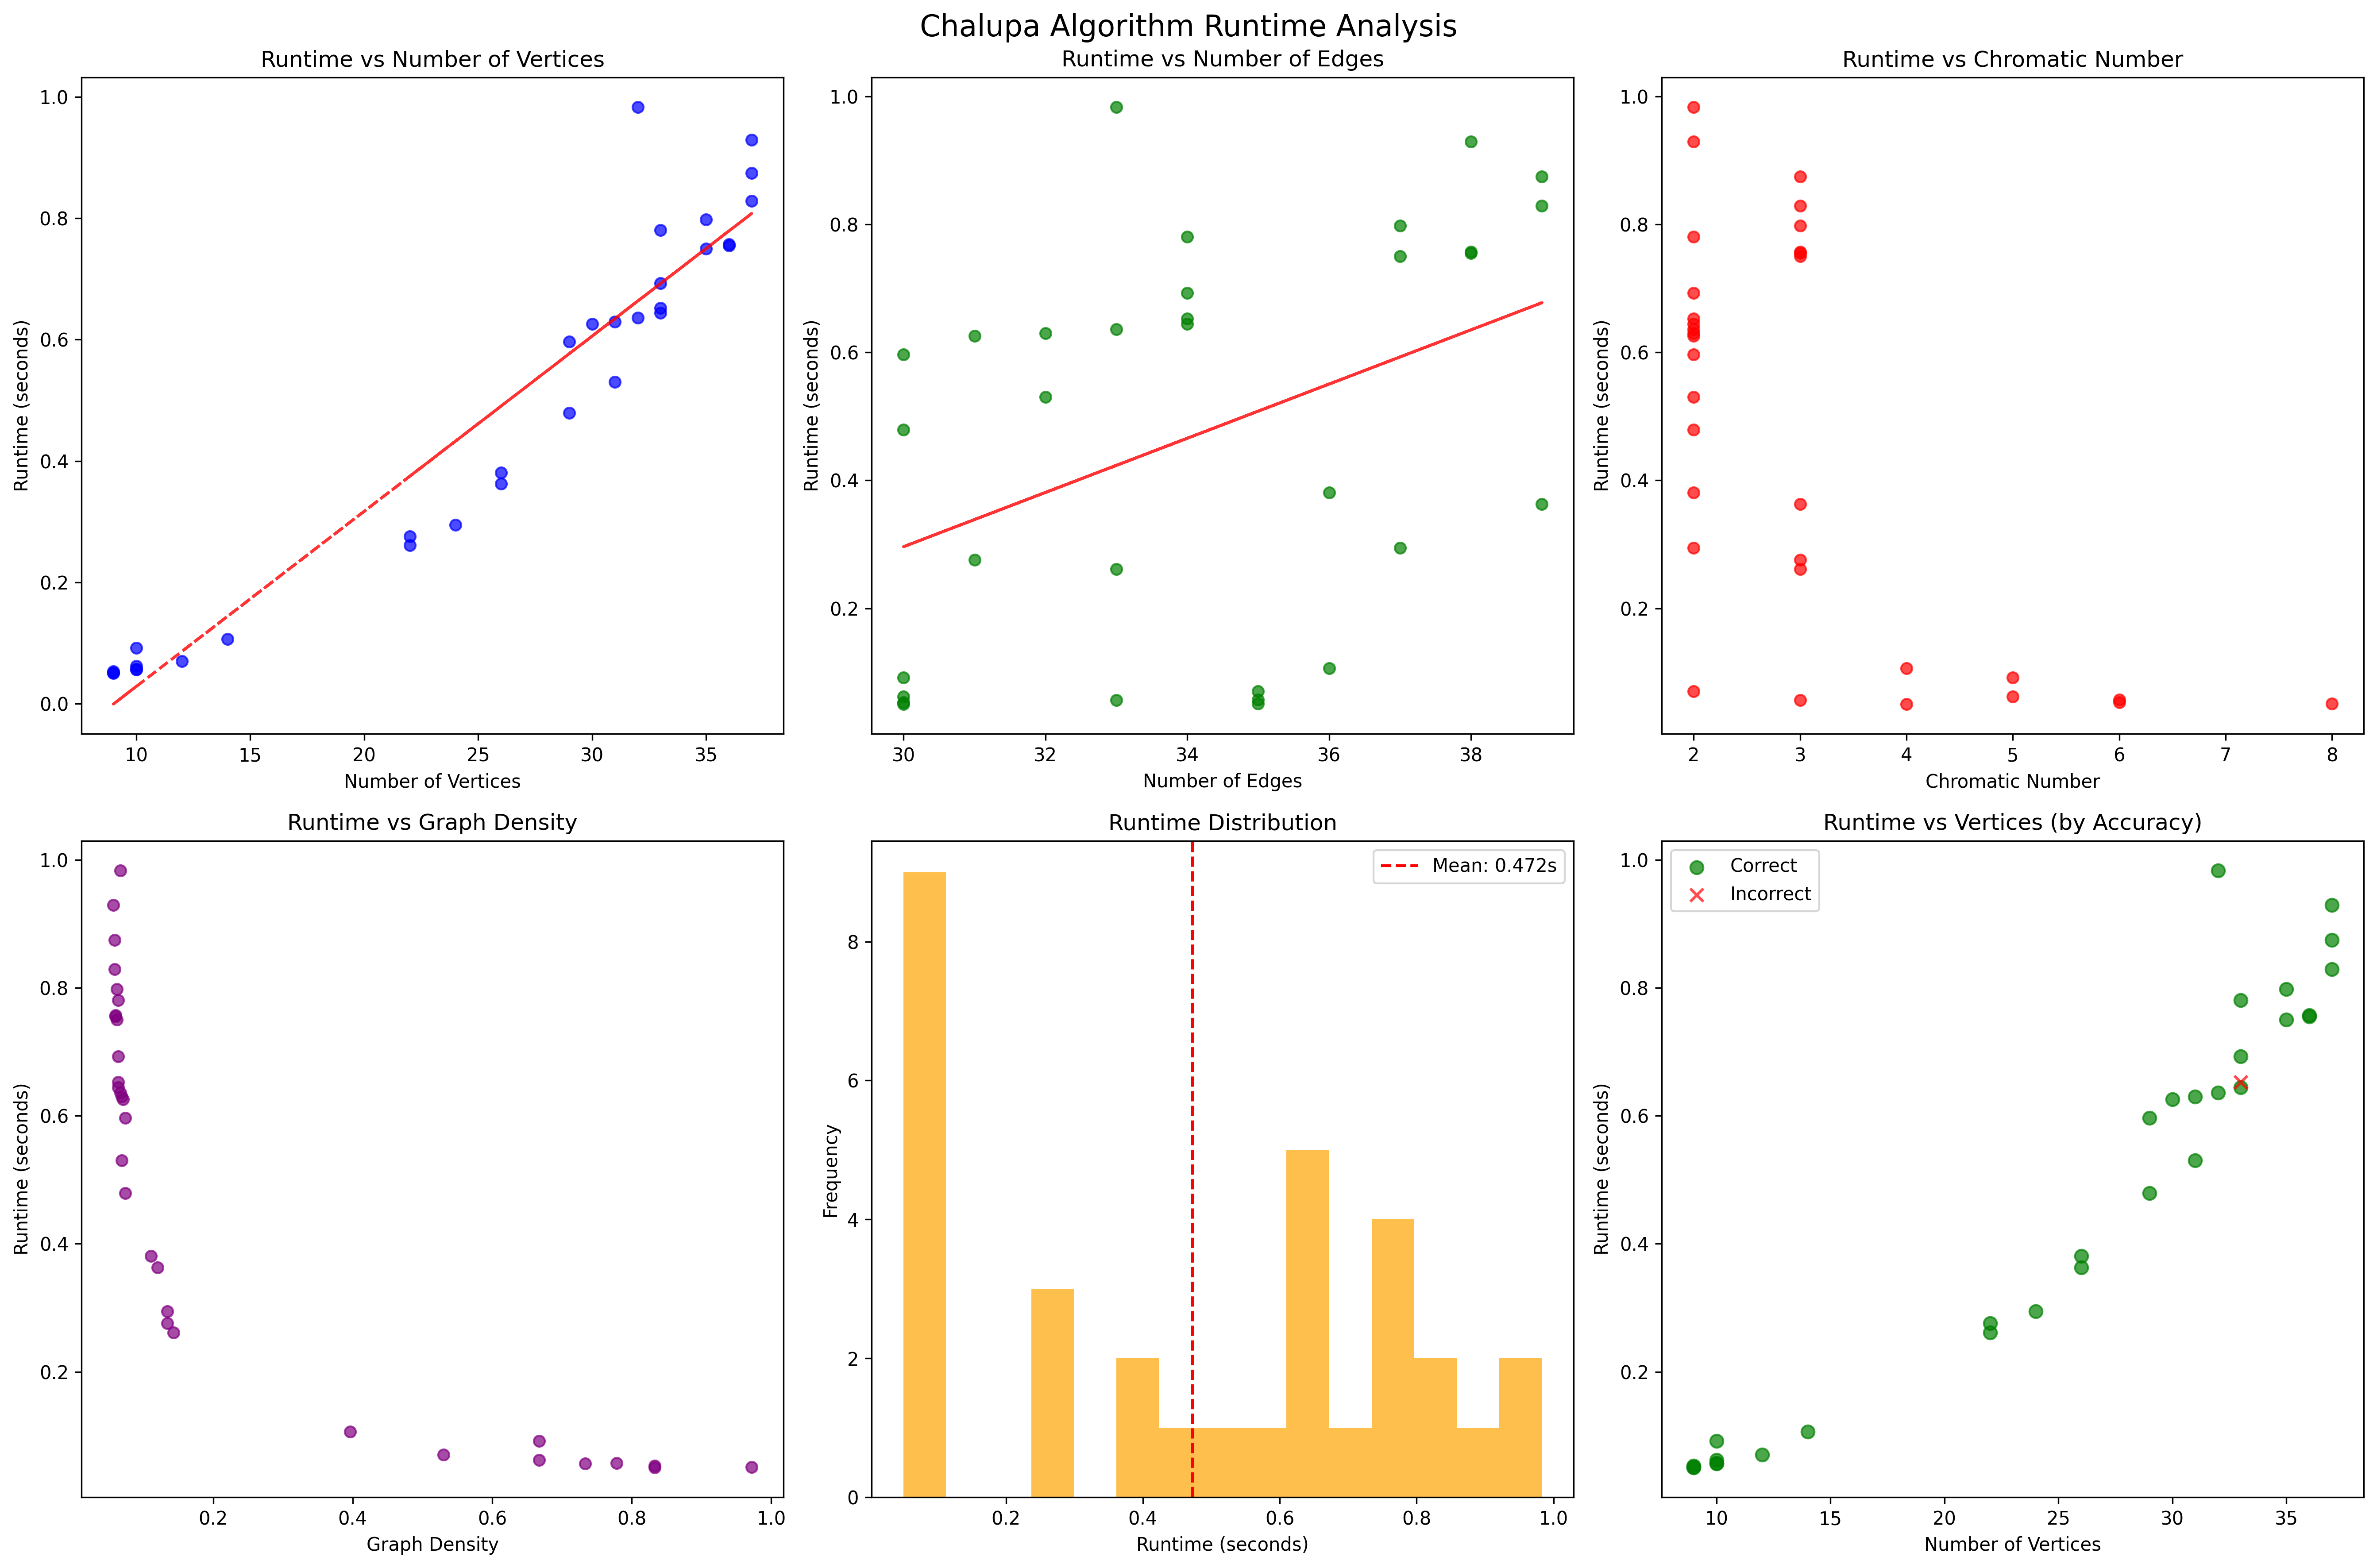 Chalupa Algorithm Runtime Analysis
Runtime vs Number of Vertices
Runtime (seconds)
1.0
0.8
0.6
0.4
0.2
0.0
10 15 20 25 30 35
Number of Vertices
Runtime vs Number of Edges
Runtime (seconds)
1.0
0.8
0.6
0.4
0.2
30 32 34 36 38
Number of Edges
Runtime vs Chromatic Number
Runtime (seconds)
1.0
0.8
0.6
0.4
0.2
2 3 4 5 6 7 8
Chromatic Number
Runtime vs Graph Density
Runtime (seconds)
1.0
0.8
0.6
0.4
0.2
0.2 0.4 0.6 0.8 1.0
Graph Density
Runtime Distribution
Mean: 0.472s
Frequency
8
6
4
2
0
0.2 0.4 0.6 0.8 1.0
Runtime (seconds)
Runtime vs Vertices (by Accuracy)
Correct
Incorrect
Runtime (seconds)
1.0
0.8
0.6
0.4
0.2
10 15 20 25 30 35
Number of Vertices